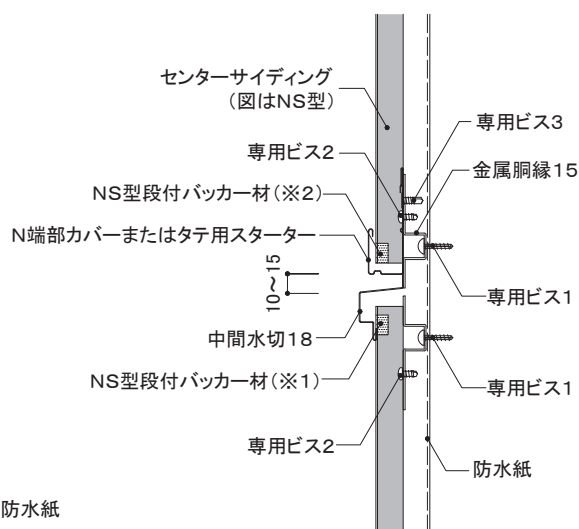 センターサイディング
(図はNS型)
専用ビス2
NS型段付バッカー材(※2)
N端部カバーまたはタテ用スターター
10〜15
中間水切18
NS型段付バッカー材(※1)
専用ビス2
防水紙
専用ビス3
金属胴縁15
専用ビス1
専用ビス1
防水紙